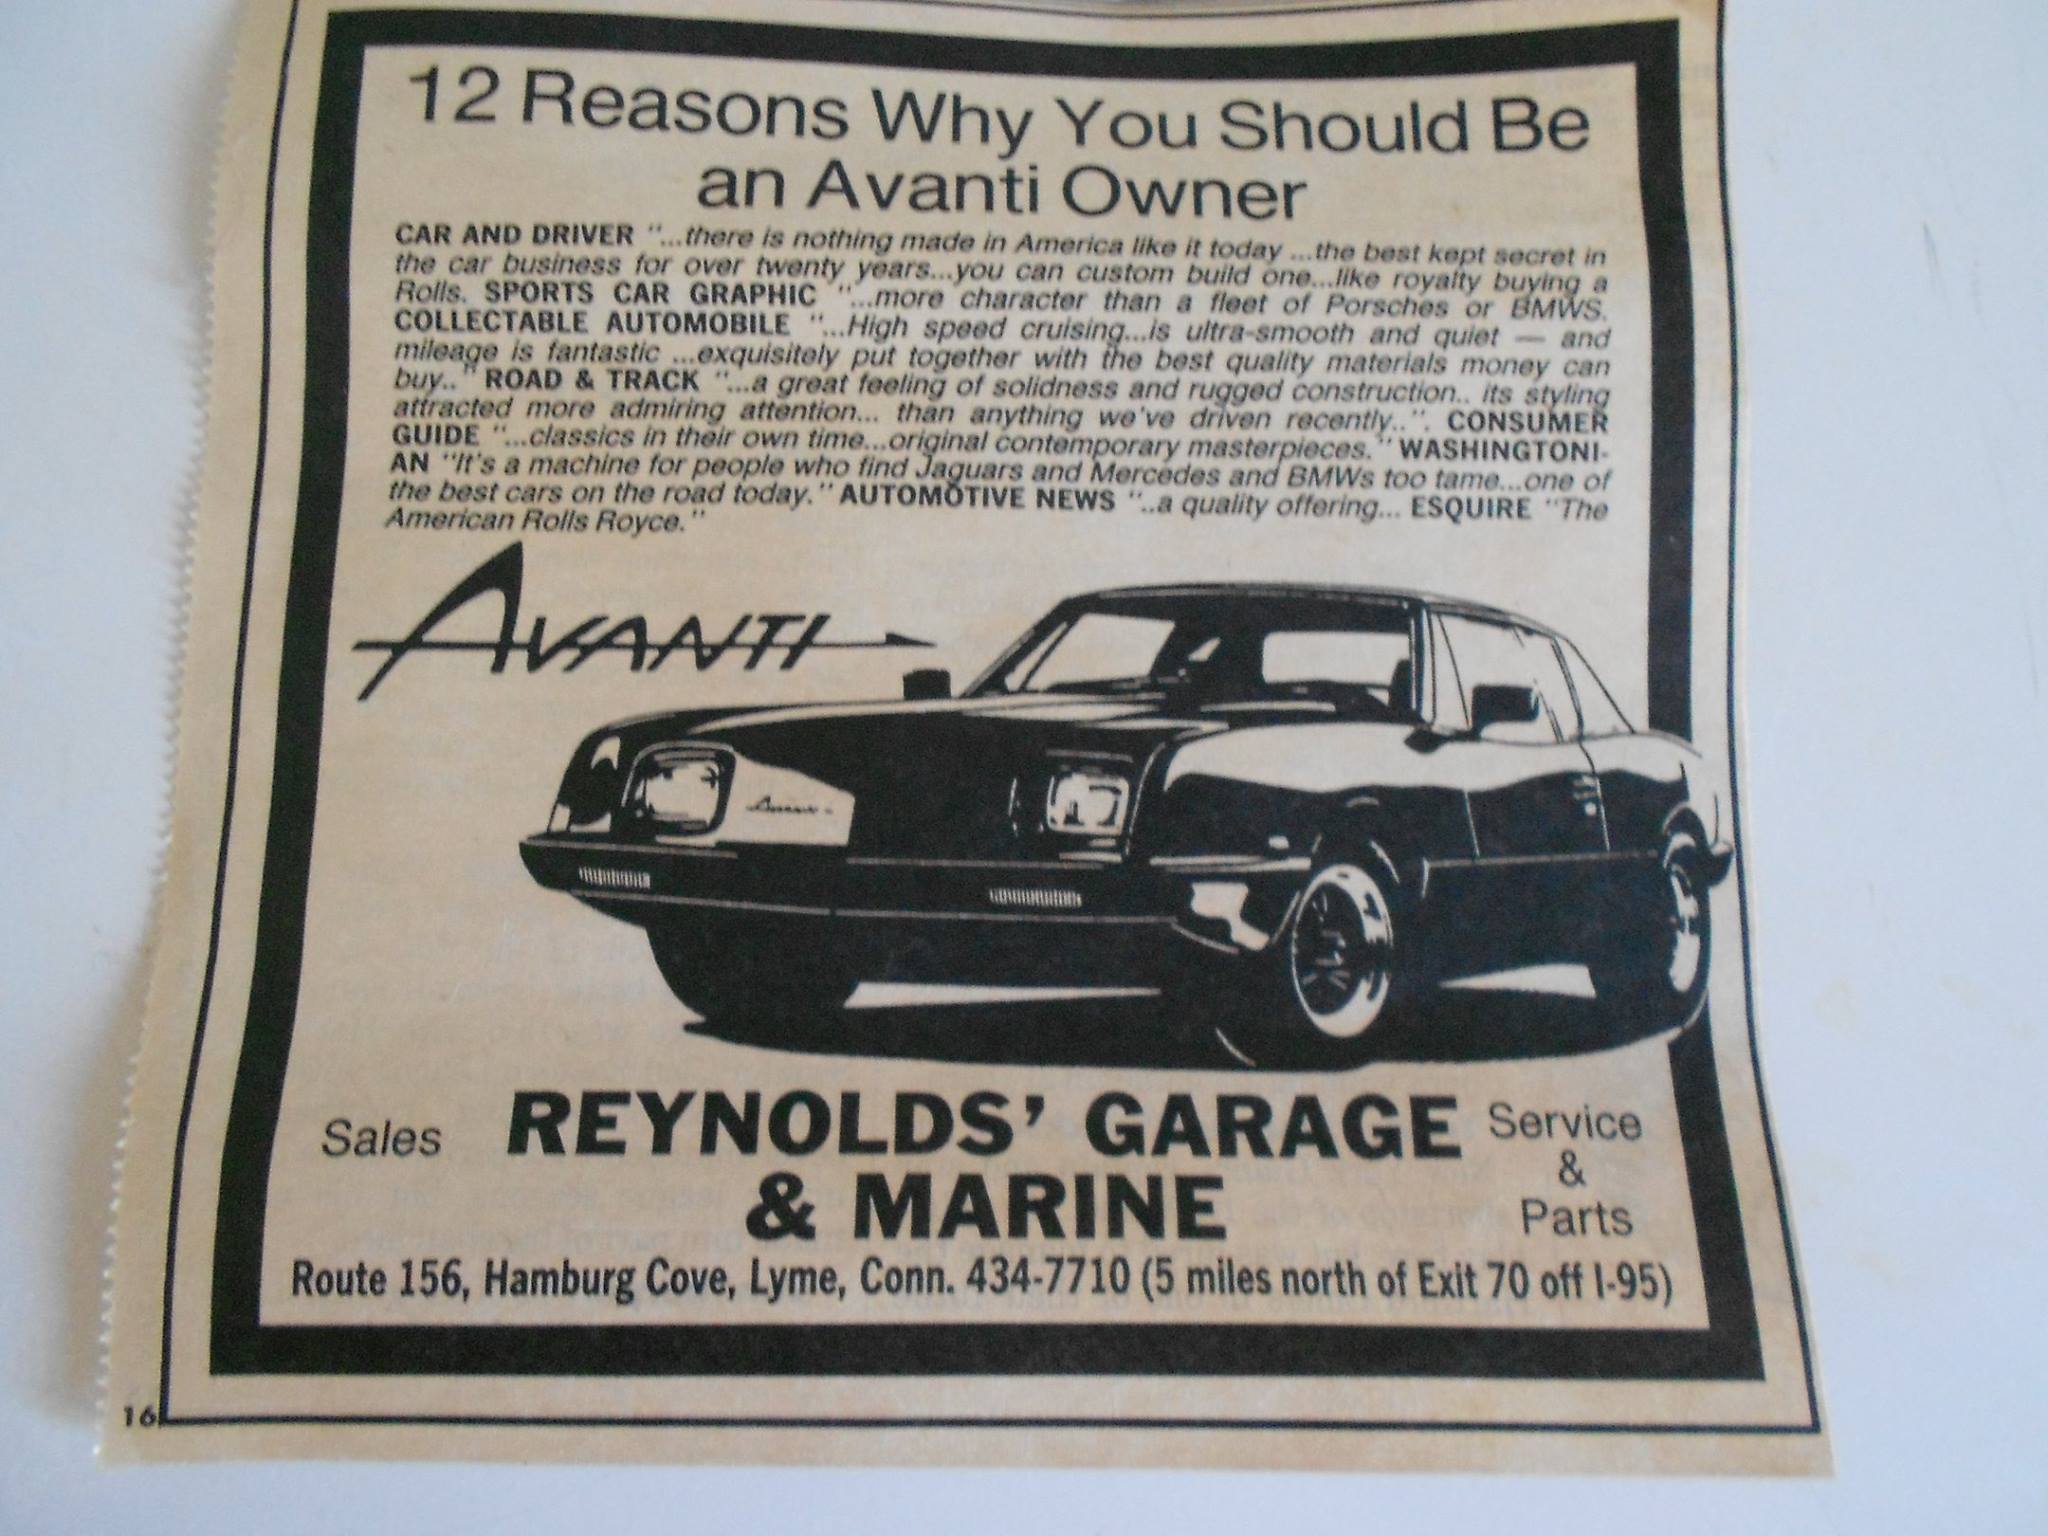 12 Reasons Why You Should Be
an Avanti Owner
CAR AND DRIVER "...there is nothing made in America like it today ...the best kept secret in
the car business for over twenty years...you can custom build one...like royalty buying a
Rolls. SPORTS CAR GRAPHIC "...more character than a fleet of Porsches or BMWS.
COLLECTABLE AUTOMOBILE "...High speed cruising...is ultra-smooth and quiet — and
mileage is fantastic ...exquisitely put together with the best quality materials money can
buy.." ROAD & TRACK "...a great feeling of solidness and rugged construction.. its styling
attracted more admiring attention... than anything we've driven recently..". CONSUMER
GUIDE "...classics in their own time...original contemporary masterpieces." WASHINGTONI-
AN "It's a machine for people who find Jaguars and Mercedes and BMWs too tame...one of
the best cars on the road today." AUTOMOTIVE NEWS "..a quality offering... ESQUIRE "The
American Rolls Royce."
AVANTI
Avanti
Sales
REYNOLDS' GARAGE
& MARINE
Service
&
Parts
Route 156, Hamburg Cove, Lyme, Conn. 434-7710 (5 miles north of Exit 70 off I-95)
16